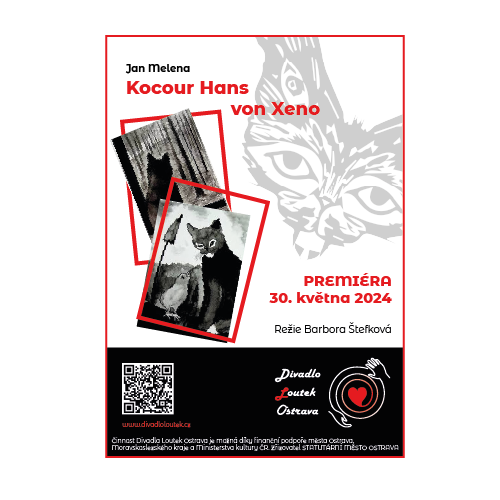 Jan Melena
Kocour Hans
von Xeno
PREMIÉRA
30. května 2024
Režie Barbora Štefková
Divadlo
Loutek
Ostrava
www.divadloloutek.cz
Činnost Divadla Loutek Ostrava je možná díky finanční podpoře města Ostrava,
Moravskoslezského kraje a Ministerstva kultury ČR. Zřizovatel STATUTÁRNÍ MĚSTO OSTRAVA